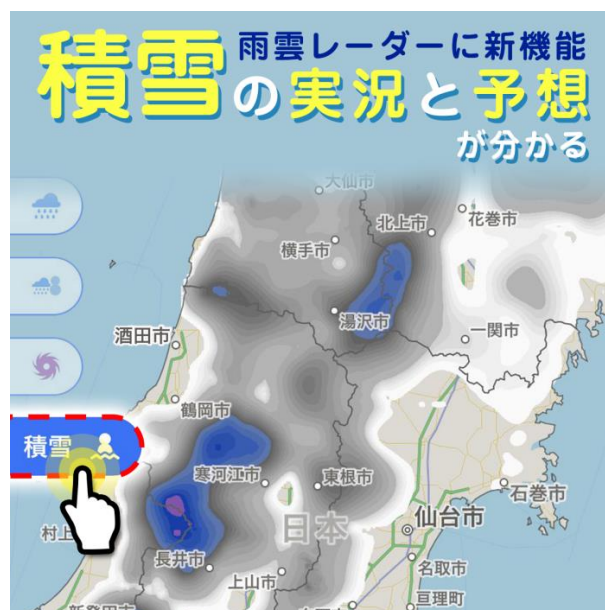 雨雲レーダーに新機能
積雪の実況と予想
が分かる
大仙市
北上市
花巻市
横手市
湯沢市
一関市
酒田市
鶴岡市
積雪
寒河江市
東根市
石巻市
日本
仙台市
村上
長井市
名取市
上山市
亘理町
新発田市